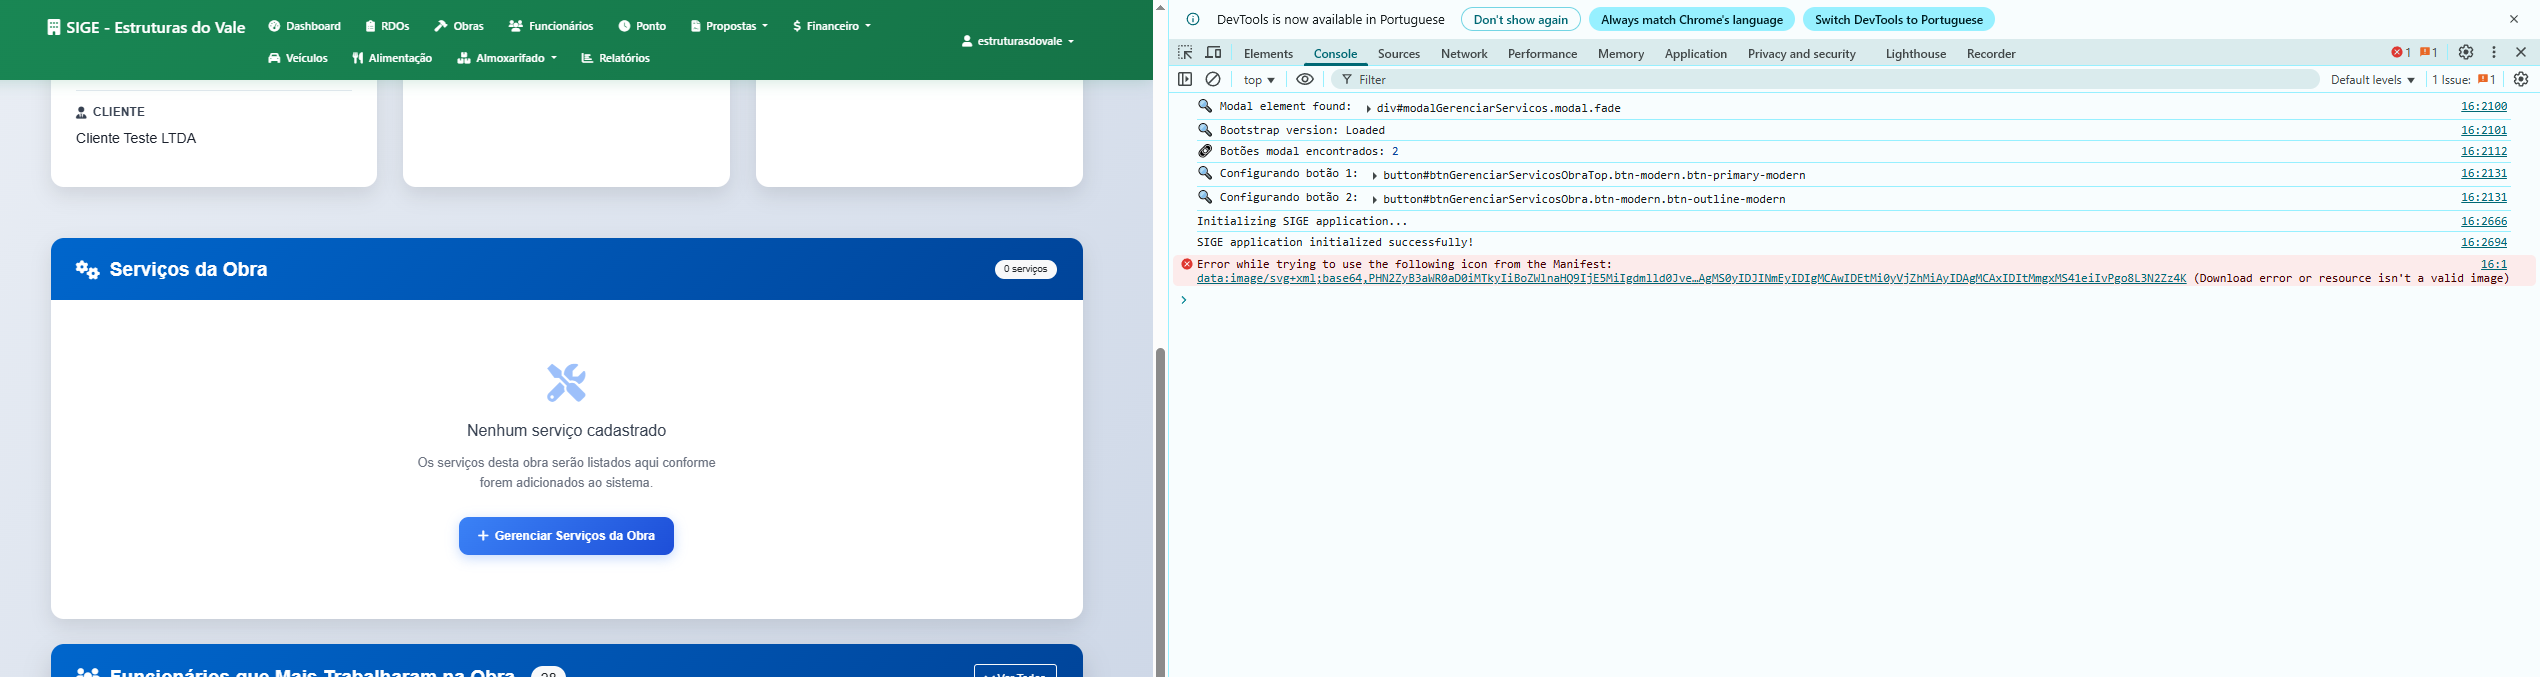 SIGE - Estruturas do Vale
Dashboard RDOs Obras Funcionários Ponto Propostas Financeiro
Veículos Alimentação Almoxarifado Relatórios
estruturasdovale
CLIENTE
Cliente Teste LTDA
Serviços da Obra
0 serviços
Nenhum serviço cadastrado
Os serviços desta obra serão listados aqui conforme
forem adicionados ao sistema.
+ Gerenciar Serviços da Obra
Funcionários que Mais Trabalharam na Obra 28
Ver Todos
DevTools is now available in Portuguese Don't show again Always match Chrome's language Switch DevTools to Portuguese
Elements Console Sources Network Performance Memory Application Privacy and security Lighthouse Recorder 1 1
top Filter Default levels 1 Issue: 1
Modal element found: div#modalGerenciarServicos.modal.fade 16:2100
Bootstrap version: Loaded 16:2101
Botões modal encontrados: 2 16:2112
Configurando botão 1: button#btnGerenciarServicosObraTop.btn-modern.btn-primary-modern 16:2131
Configurando botão 2: button#btnGerenciarServicosObra.btn-modern.btn-outline-modern 16:2131
Initializing SIGE application... 16:2666
SIGE application initialized successfully! 16:2694
Error while trying to use the following icon from the Manifest: 16:1
data:image/svg+xml;base64,PHN2ZyB3aWR0aD0iMTkyIiBoZWlnaHQ9IjE5MiIgdmlld0Jve…AgMS0yIDJINmEyIDIgMCAwIDEtMi0yVjZhMiAyIDAgMCAxIDItMmgxMS41eiIvPgo8L3N2Zz4K (Download error or resource isn't a valid image)